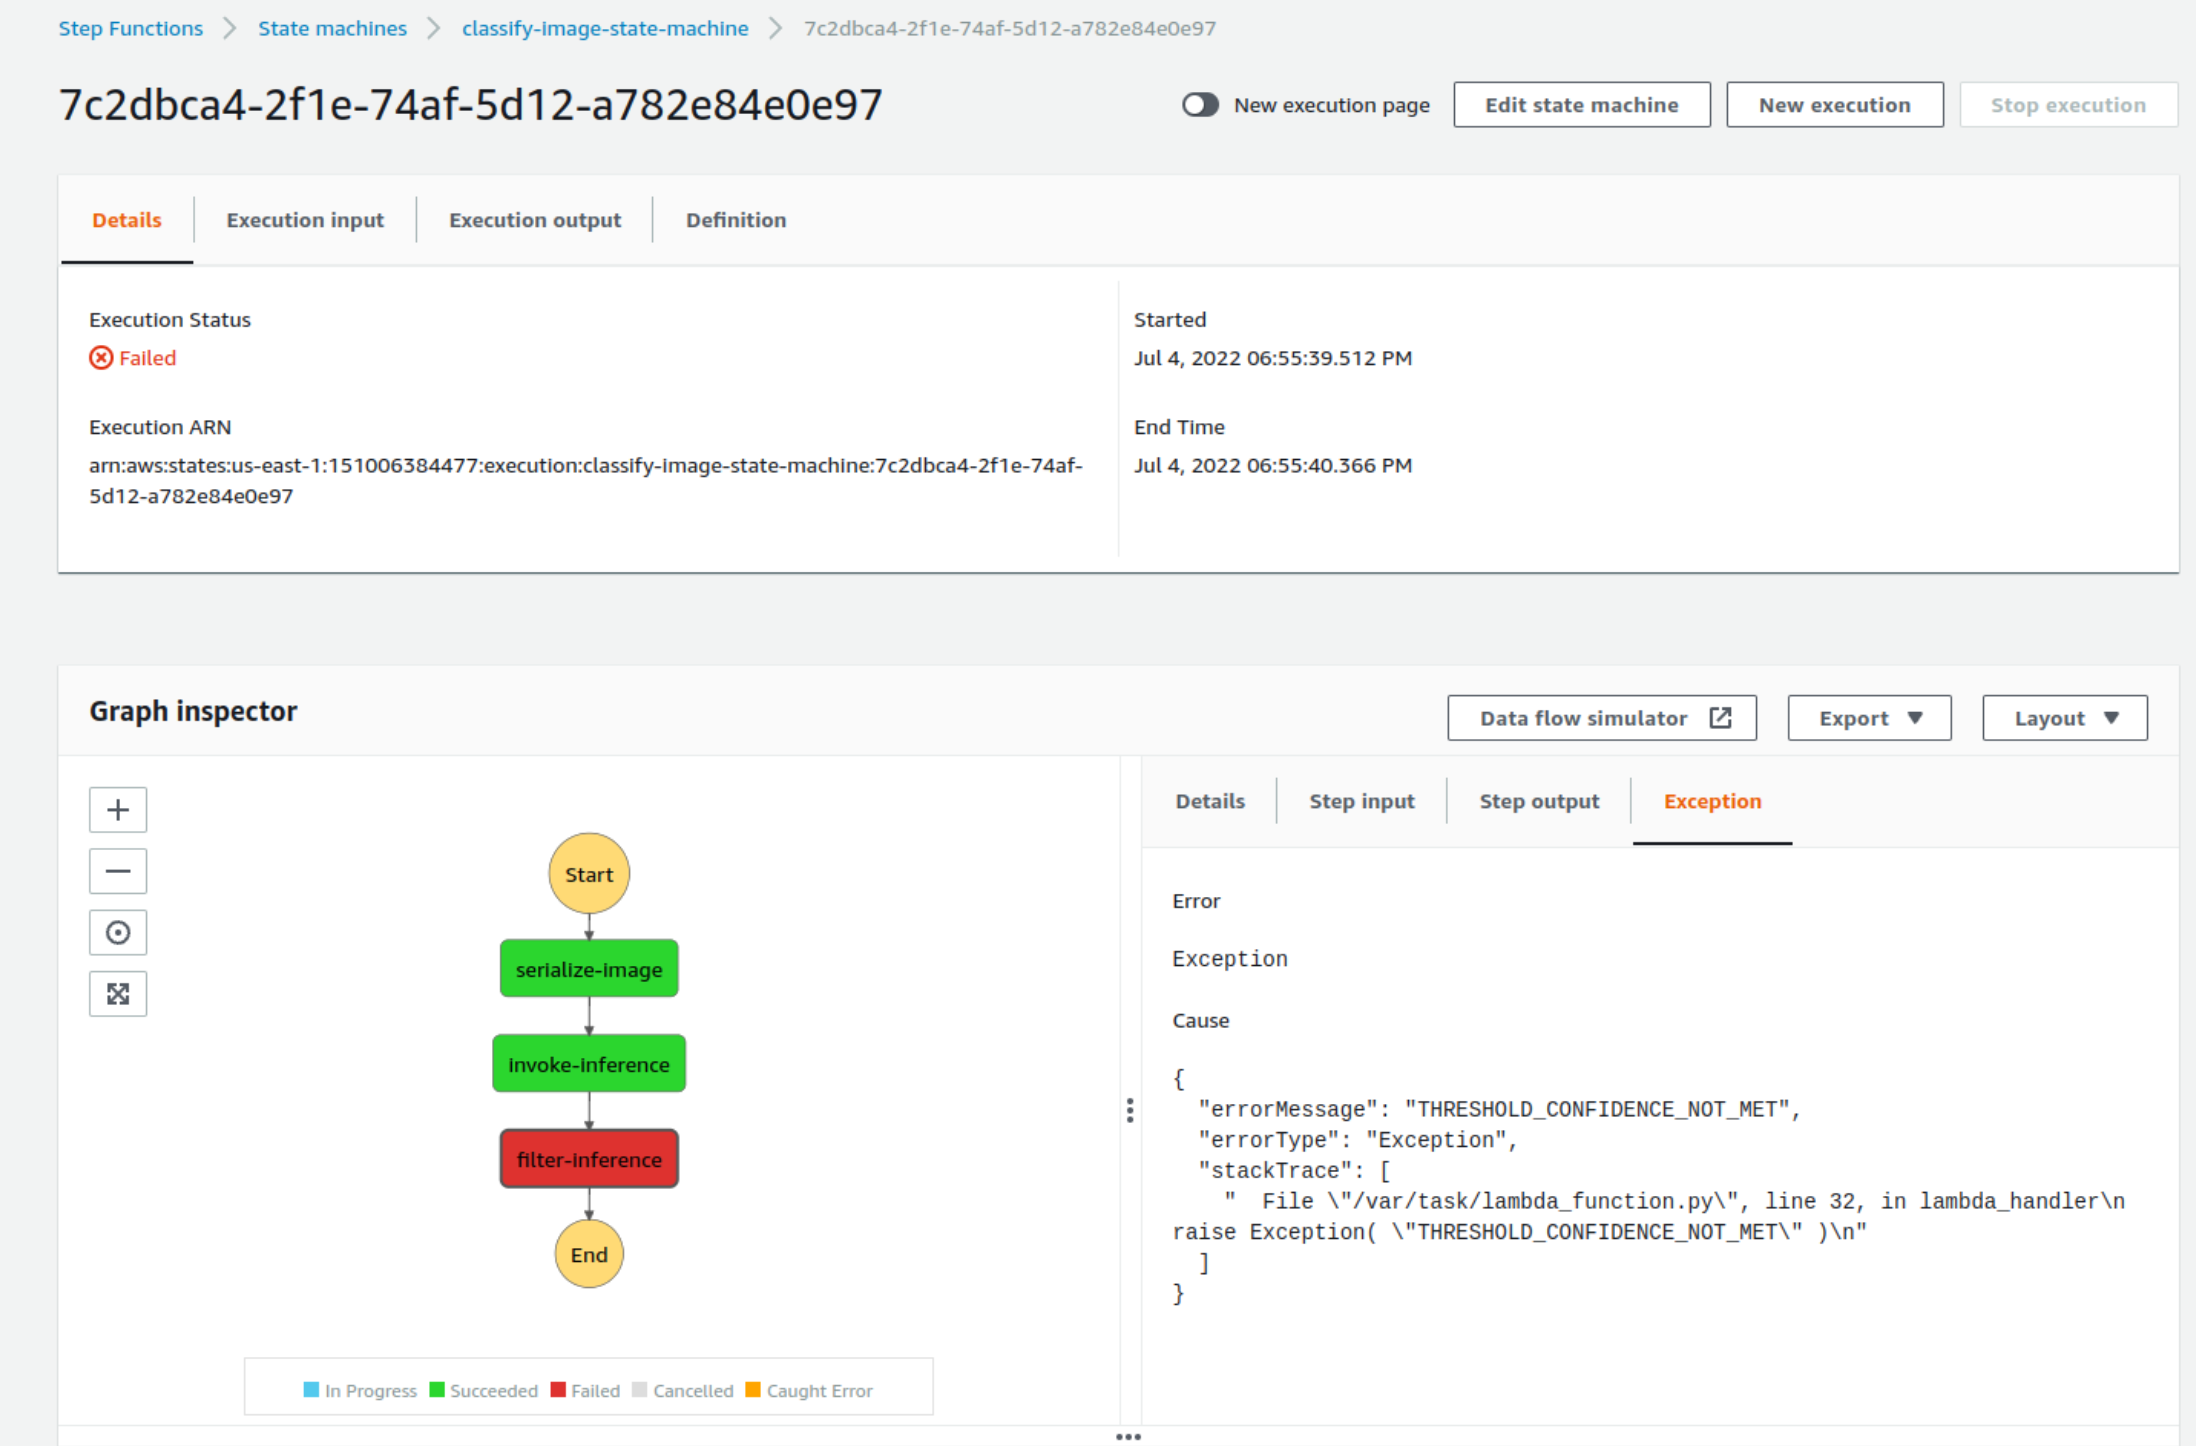 Step Functions > State machines > classify-image-state-machine > 7c2dbca4-2f1e-74af-5d12-a782e84e0e97
7c2dbca4-2f1e-74af-5d12-a782e84e0e97
New execution page
Edit state machine
New execution
Stop execution
Details
Execution input
Execution output
Definition
Execution Status
Failed
Execution ARN
arn:aws:states:us-east-1:151006384477:execution:classify-image-state-machine:7c2dbca4-2f1e-74af-
5d12-a782e84e0e97
Started
Jul 4, 2022 06:55:39.512 PM
End Time
Jul 4, 2022 06:55:40.366 PM
Graph inspector
Data flow simulator
Export
Layout
Start
serialize-image
invoke-inference
filter-inference
End
In Progress
Succeeded
Failed
Cancelled
Caught Error
Details
Step input
Step output
Exception
Error
Exception
Cause
{
"errorMessage": "THRESHOLD_CONFIDENCE_NOT_MET",
"errorType": "Exception",
"stackTrace": [
"  File \"/var/task/lambda_function.py\", line 32, in lambda_handler\n
raise Exception( \"THRESHOLD_CONFIDENCE_NOT_MET\" )\n"
]
}